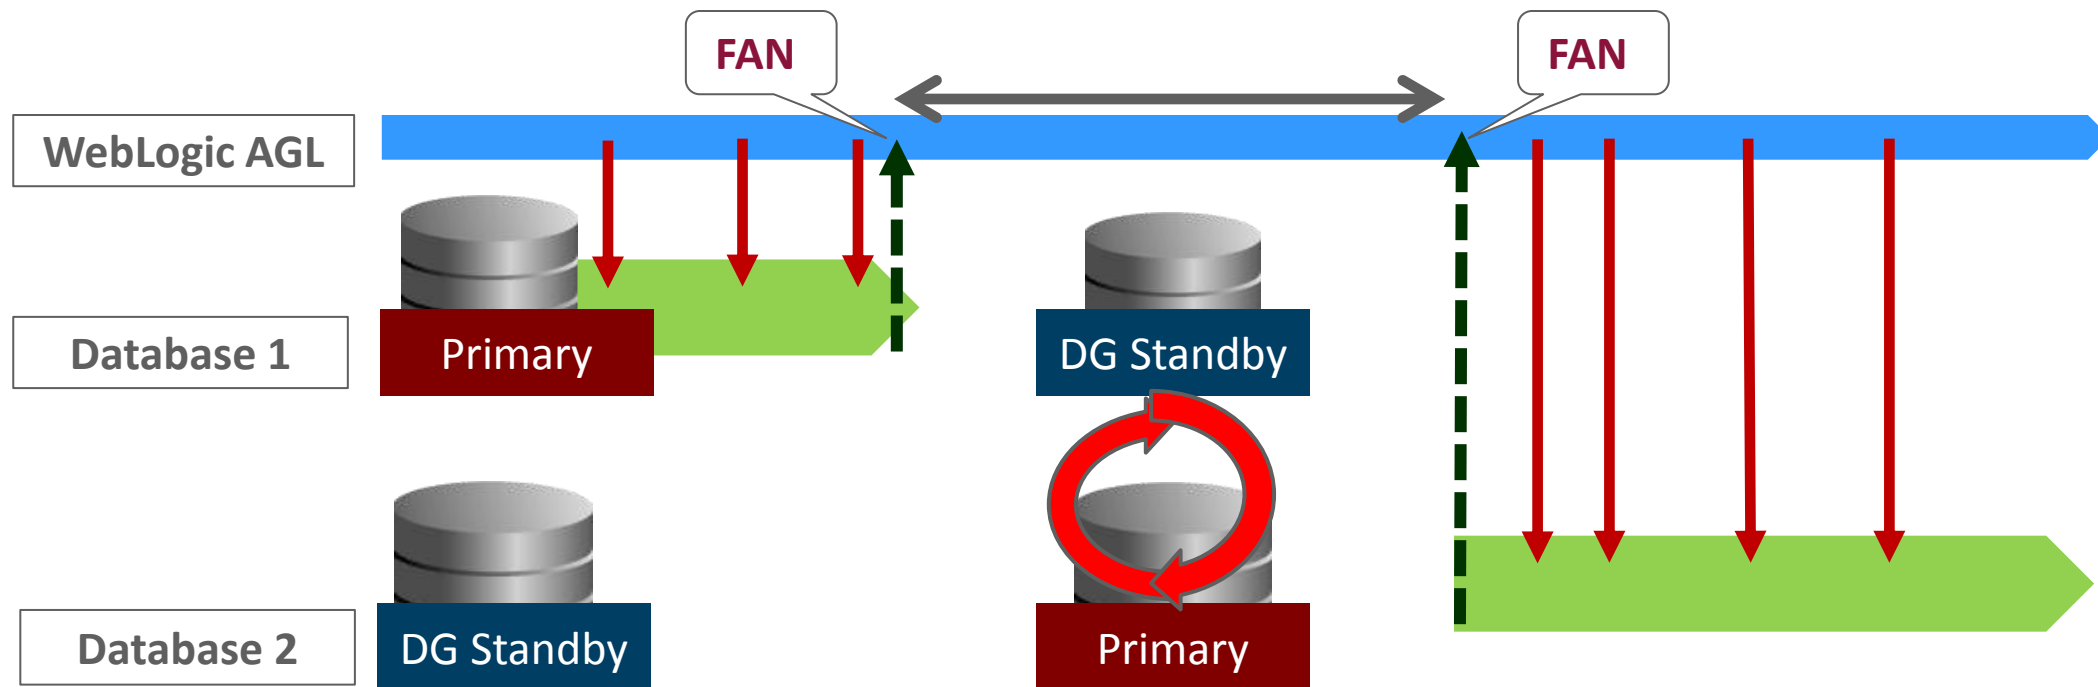 FAN
FAN
WebLogic AGL
Database 1
Primary
DG Standby
Database 2
DG Standby
Primary